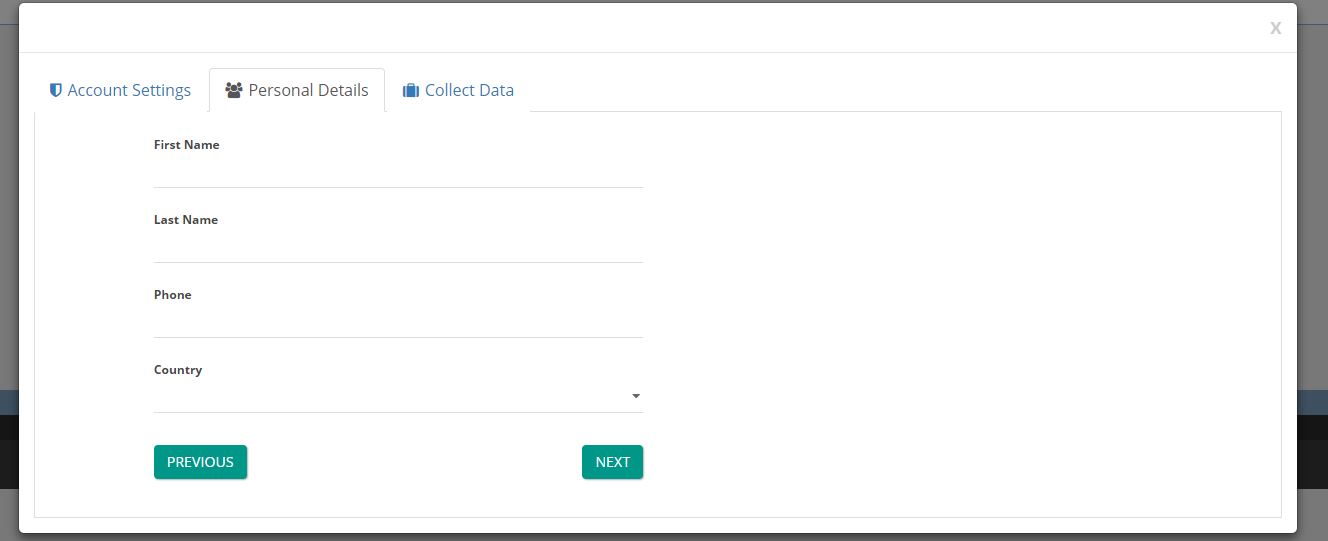 X
Account Settings Personal Details Collect Data
First Name
Last Name
Phone
Country
PREVIOUS NEXT